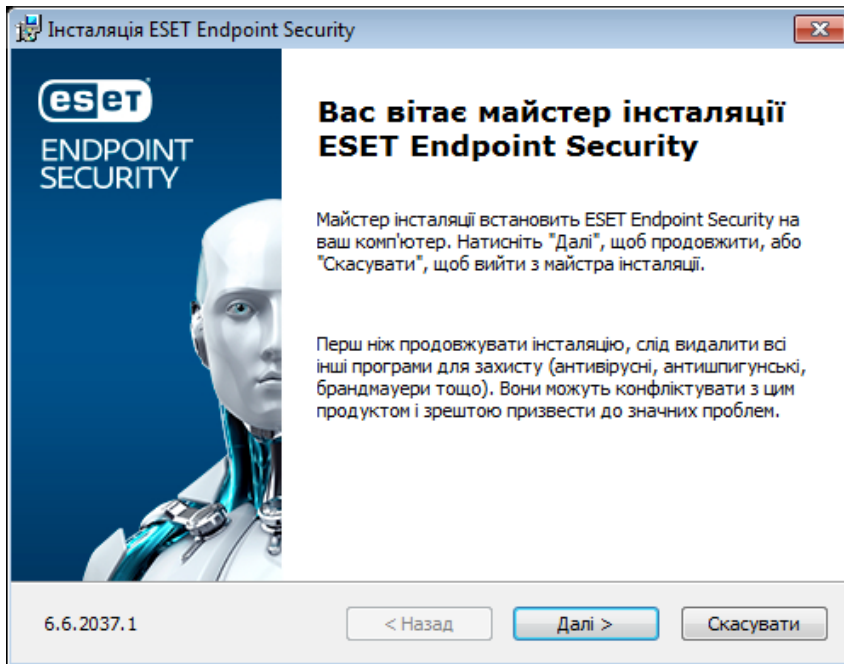 Інсталяція ESET Endpoint Security
eset
ENDPOINT
SECURITY
Вас вітає майстер інсталяції
ESET Endpoint Security
Майстер інсталяції встановить ESET Endpoint Security на
ваш комп'ютер. Натисніть "Далі", щоб продовжити, або
"Скасувати", щоб вийти з майстра інсталяції.
Перш ніж продовжувати інсталяцію, слід видалити всі
інші програми для захисту (антивірусні, антишпигунські,
брандмауери тощо). Вони можуть конфліктувати з цим
продуктом і зрештою призвести до значних проблем.
6.6.2037.1
< Назад
Далі >
Скасувати